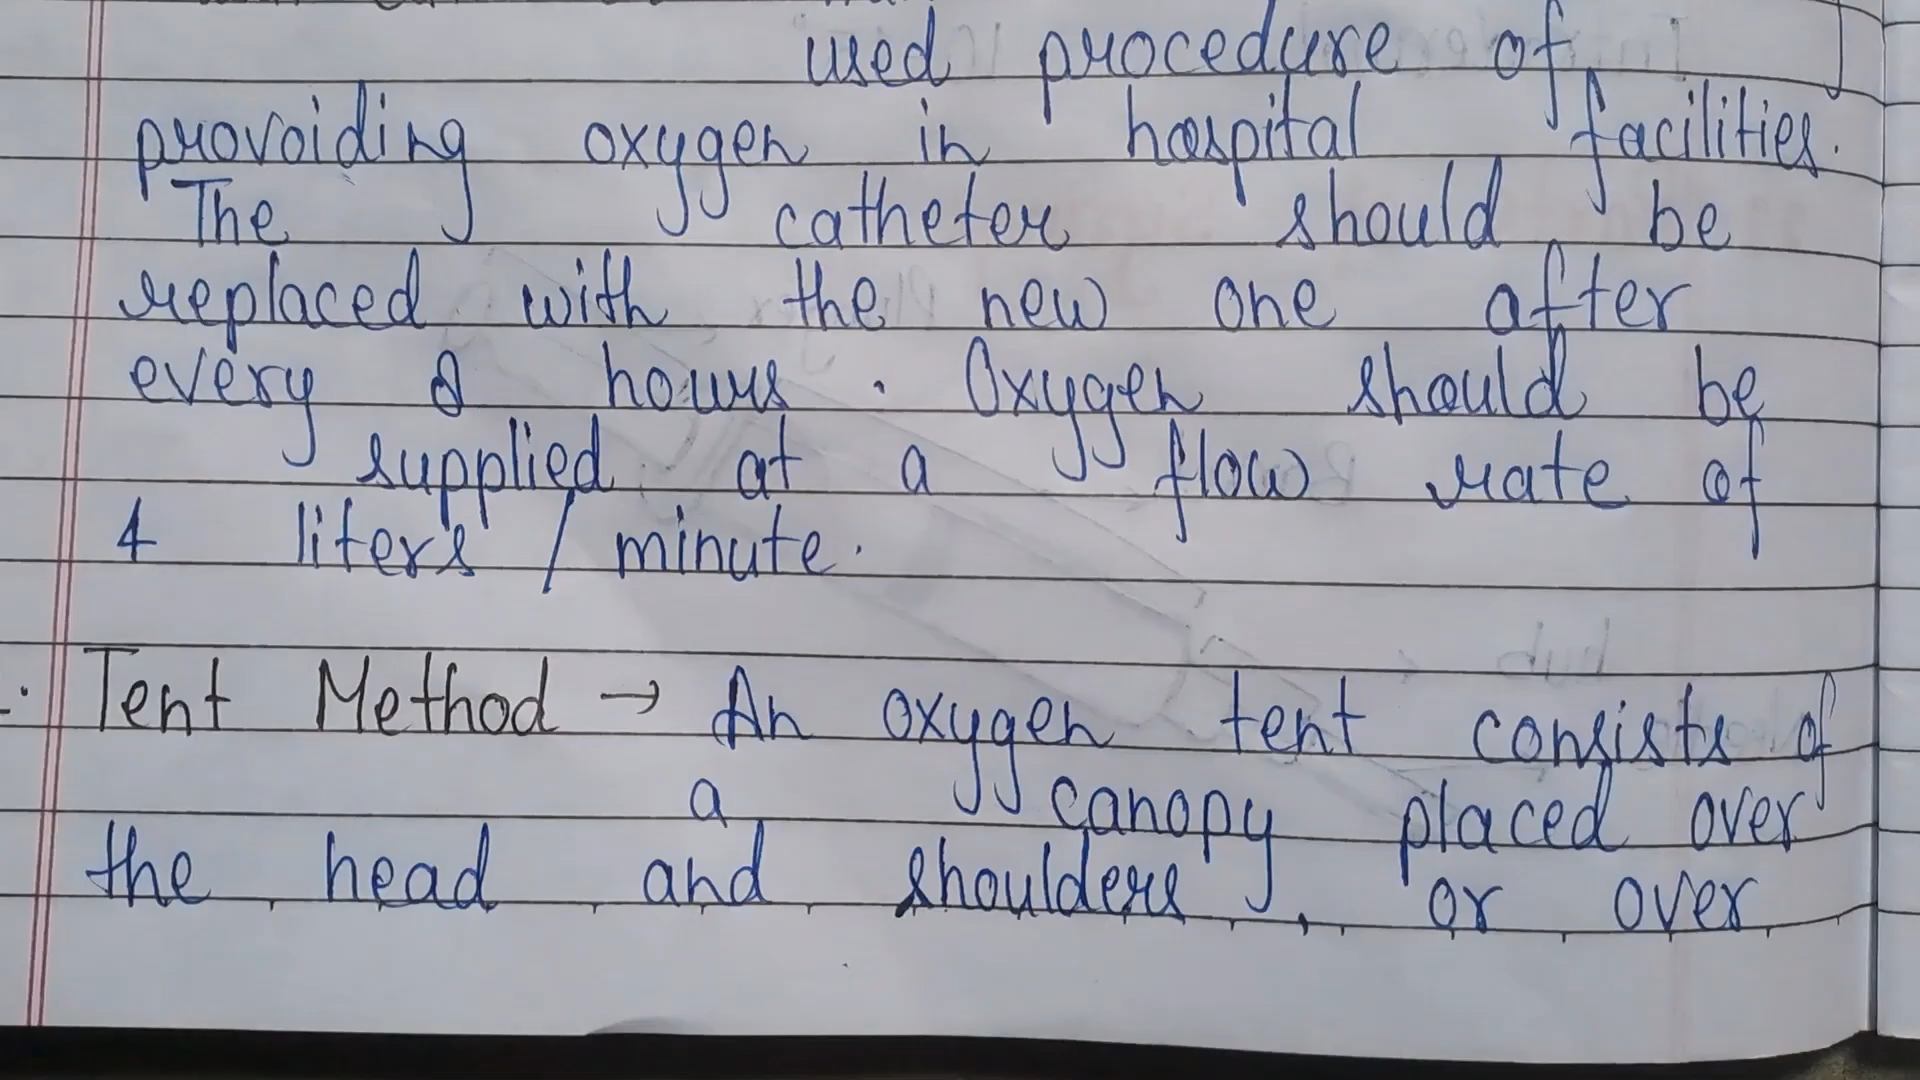 used procedure of
provoiding oxygen in hospital facilities.
The catheter should be
replaced with the new one after
every 8 hours. Oxygen should be
supplied at a flow rate of
4 liters / minute.
Tent Method → An oxygen tent consists of
a canopy placed over
the head and shoulders, or over